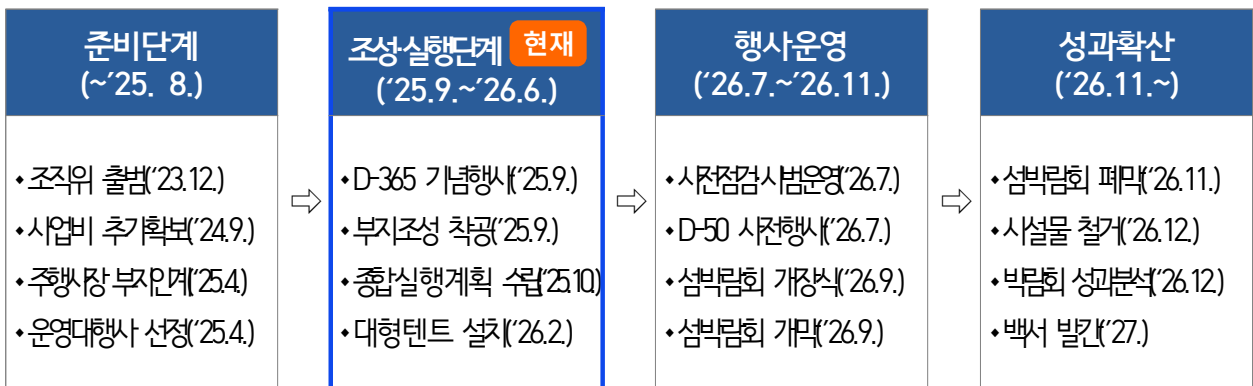 준비단계
(~'25. 8.)
◆조직위 출범('23.12.)
◆사업비 추가확보('24.9.)
◆주행사장 부지인계('25.4.)
◆운영대행사 선정('25.4.)
⇨
조성·실행단계 현재
('25.9.~'26.6.)
◆D-365 기념행사('25.9.)
◆부지조성 착공('25.9.)
◆종합실행계획 수립('25.10.)
◆대형텐트 설치('26.2.)
⇨
행사운영
('26.7.~'26.11.)
◆사전점검·시범운영('26.7.)
◆D-50 사전행사('26.7.)
◆섬박람회 개장식('26.9.)
◆섬박람회 개막('26.9.)
⇨
성과확산
('26.11.~)
◆섬박람회 폐막('26.11.)
◆시설물 철거('26.12.)
◆박람회 성과분석('26.12.)
◆백서 발간('27.)